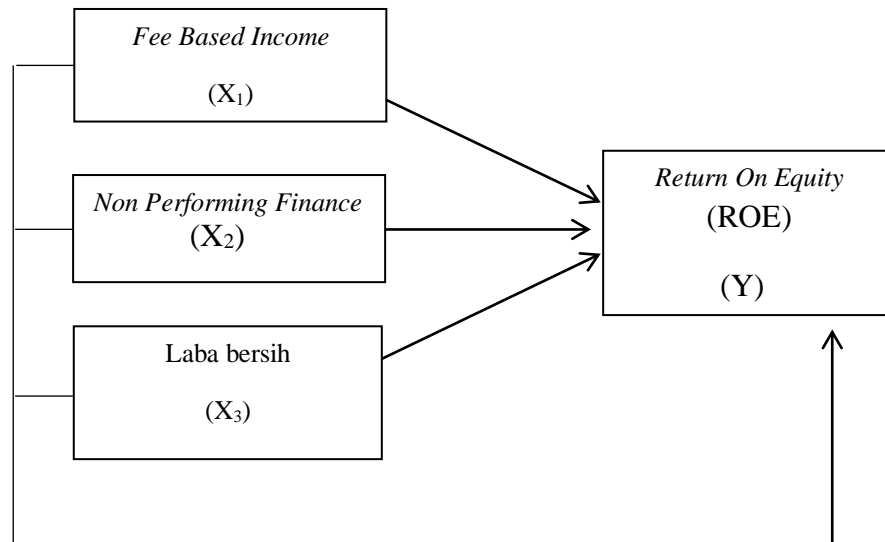 Fee Based Income
(X₁)
Non Performing Finance
(X₂)
Laba bersih
(X₃)
Return On Equity
(ROE)
(Y)